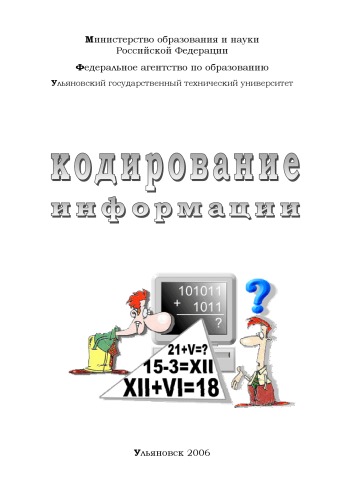 Министерство образования и науки
Российской Федерации
Федеральное агентство по образованию
Ульяновский государственный технический университет
кодирование
информации
101011
+ 1011
?
?
21+V=?
15-3=XII
XII+VI=18
Ульяновск 2006